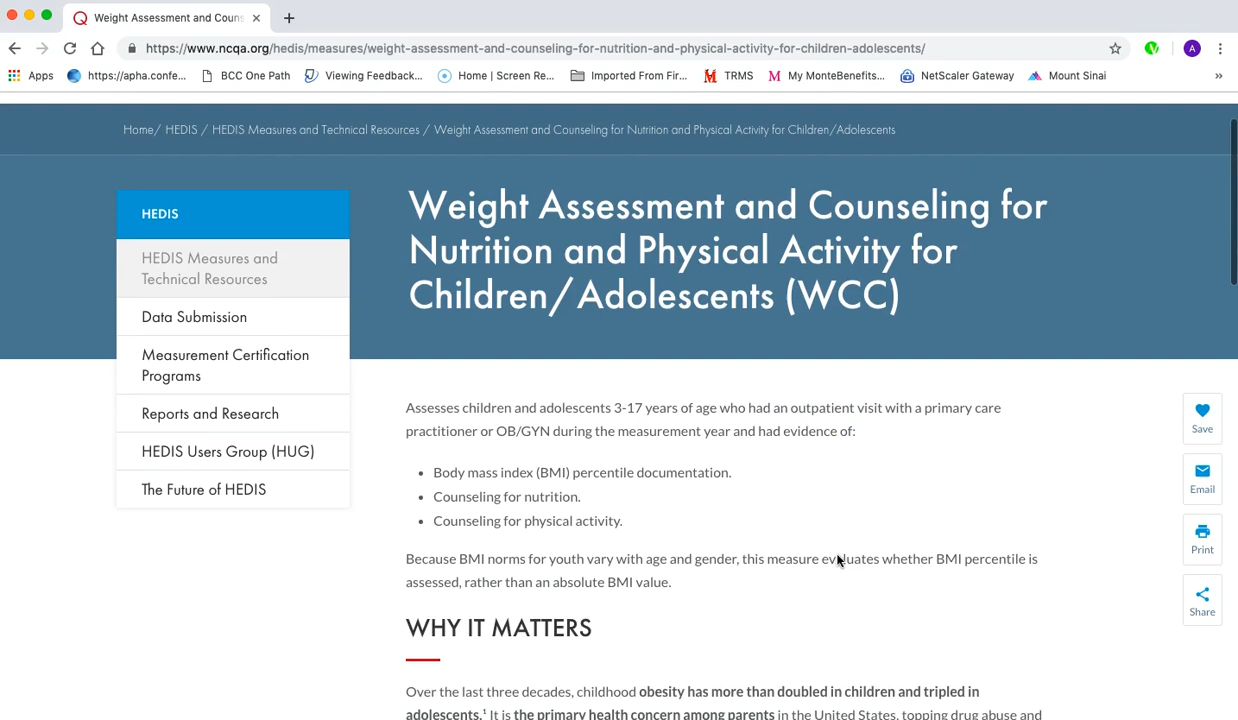 Weight Assessment and Couns
https://www.ncqa.org/hedis/measures/weight-assessment-and-counseling-for-nutrition-and-physical-activity-for-children-adolescents/
A
Apps https://apha.confe... BCC One Path Viewing Feedback... Home | Screen Re... Imported From Fir... TRMS My MonteBenefits... NetScaler Gateway Mount Sinai »
Home/ HEDIS / HEDIS Measures and Technical Resources / Weight Assessment and Counseling for Nutrition and Physical Activity for Children/Adolescents
HEDIS
HEDIS Measures and
Technical Resources
Data Submission
Measurement Certification
Programs
Reports and Research
HEDIS Users Group (HUG)
The Future of HEDIS
Weight Assessment and Counseling for
Nutrition and Physical Activity for
Children/Adolescents (WCC)
Assesses children and adolescents 3-17 years of age who had an outpatient visit with a primary care
practitioner or OB/GYN during the measurement year and had evidence of:
• Body mass index (BMI) percentile documentation.
• Counseling for nutrition.
• Counseling for physical activity.
Because BMI norms for youth vary with age and gender, this measure evaluates whether BMI percentile is
assessed, rather than an absolute BMI value.
WHY IT MATTERS
Over the last three decades, childhood obesity has more than doubled in children and tripled in
adolescents.¹ It is the primary health concern among parents in the United States, topping drug abuse and
Save
Email
Print
Share